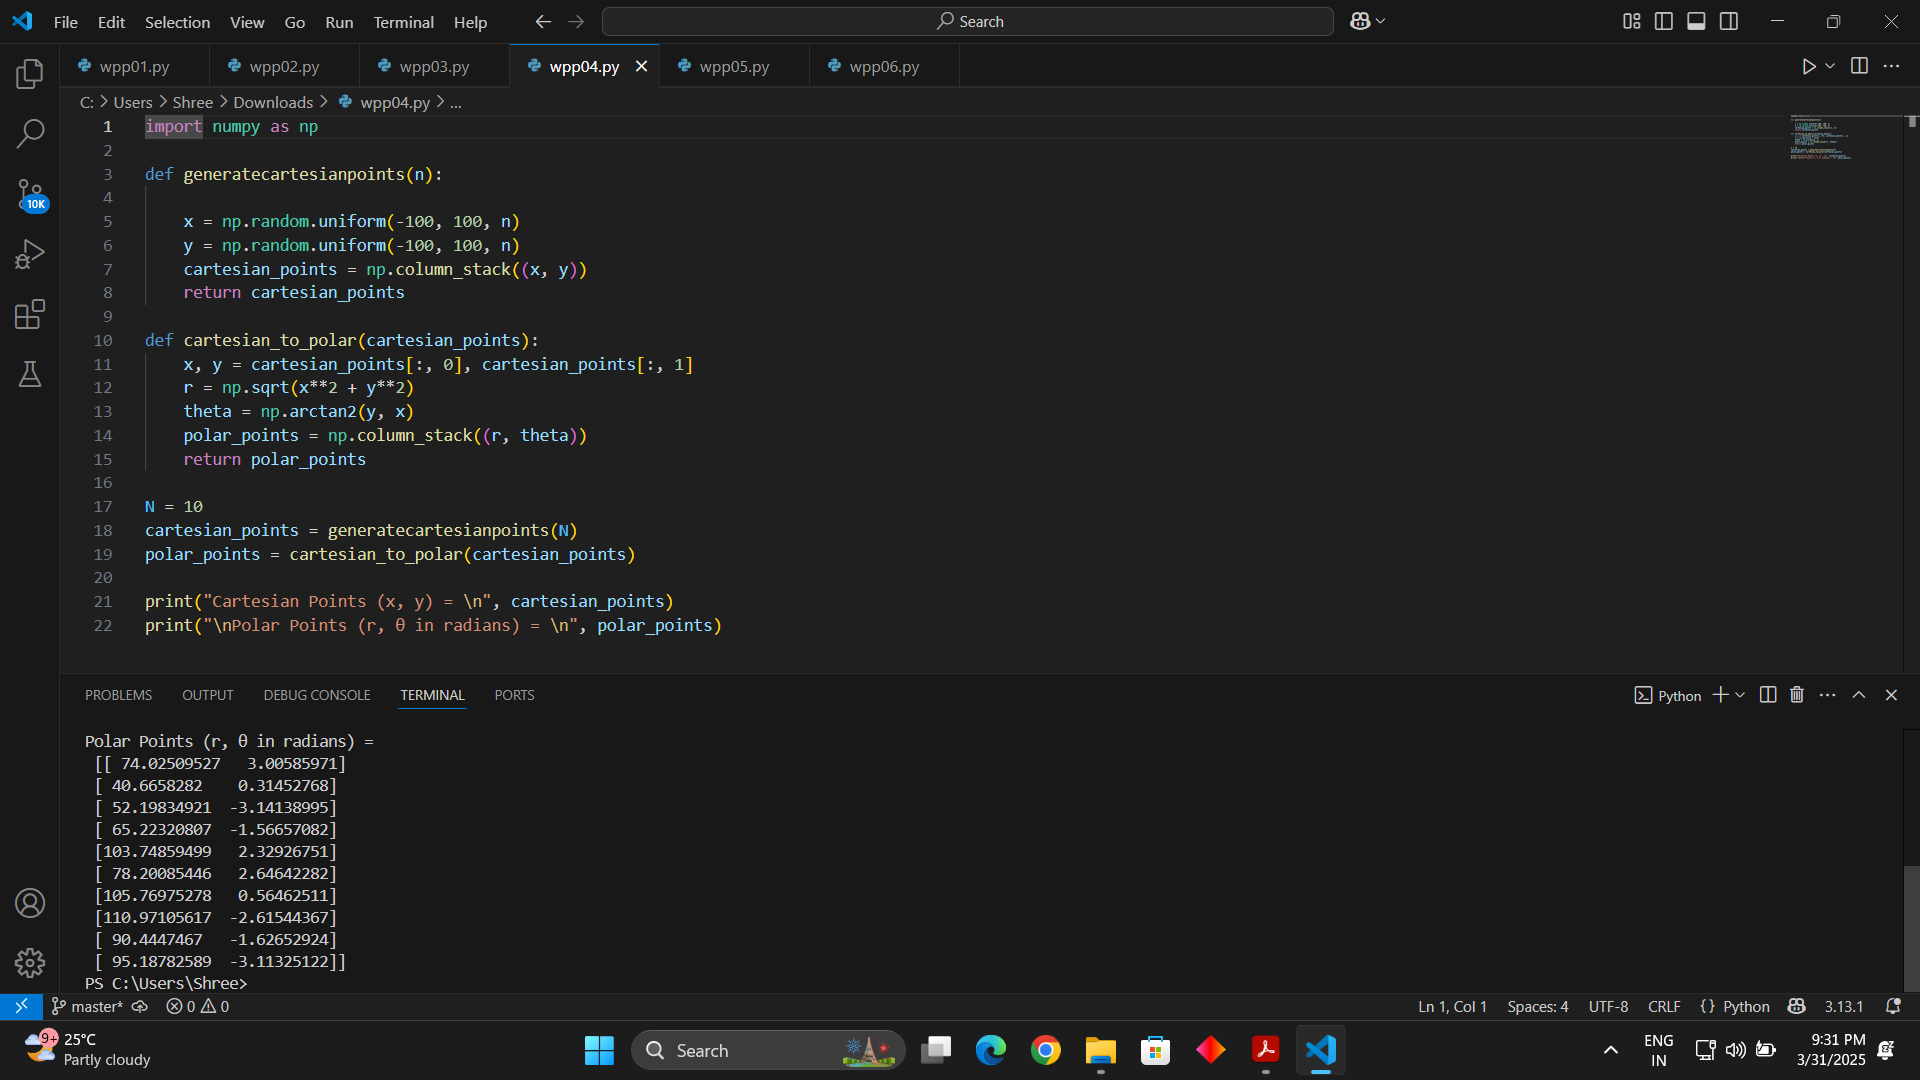 File Edit Selection View Go Run Terminal Help
Search
wpp01.py wpp02.py wpp03.py wpp04.py wpp05.py wpp06.py
C: > Users > Shree > Downloads > wpp04.py > ...
1 import numpy as np
2
3 def generatecartesianpoints(n):
4
5     x = np.random.uniform(-100, 100, n)
6     y = np.random.uniform(-100, 100, n)
7     cartesian_points = np.column_stack((x, y))
8     return cartesian_points
9
10 def cartesian_to_polar(cartesian_points):
11     x, y = cartesian_points[:, 0], cartesian_points[:, 1]
12     r = np.sqrt(x**2 + y**2)
13     theta = np.arctan2(y, x)
14     polar_points = np.column_stack((r, theta))
15     return polar_points
16
17 N = 10
18 cartesian_points = generatecartesianpoints(N)
19 polar_points = cartesian_to_polar(cartesian_points)
20
21 print("Cartesian Points (x, y) = \n", cartesian_points)
22 print("\nPolar Points (r, θ in radians) = \n", polar_points)
10K
PROBLEMS OUTPUT DEBUG CONSOLE TERMINAL PORTS
Python
Polar Points (r, θ in radians) =
[[ 74.02509527   3.00585971]
[ 40.6658282    0.31452768]
[ 52.19834921  -3.14138995]
[ 65.22320807  -1.56657082]
[103.74859499   2.32926751]
[ 78.20085446   2.64642282]
[105.76975278   0.56462511]
[110.97105617  -2.61544367]
[ 90.4447467   -1.62652924]
[ 95.18782589  -3.11325122]]
PS C:\Users\Shree>
master* 0 0 Ln 1, Col 1 Spaces: 4 UTF-8 CRLF {} Python 3.13.1
9+ 25°C
Partly cloudy
Search
ENG
IN
9:31 PM
3/31/2025